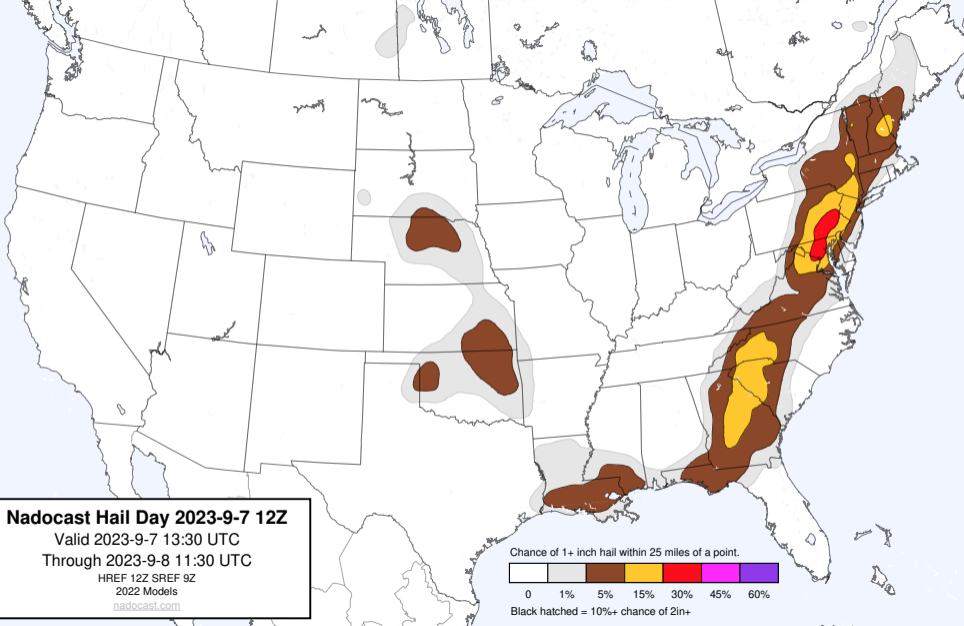 Nadocast Hail Day 2023-9-7 12Z
Valid 2023-9-7 13:30 UTC
Through 2023-9-8 11:30 UTC
HREF 12Z SREF 9Z
2022 Models
nadocast.com
Chance of 1+ inch hail within 25 miles of a point.
0 1% 5% 15% 30% 45% 60%
Black hatched = 10%+ chance of 2in+